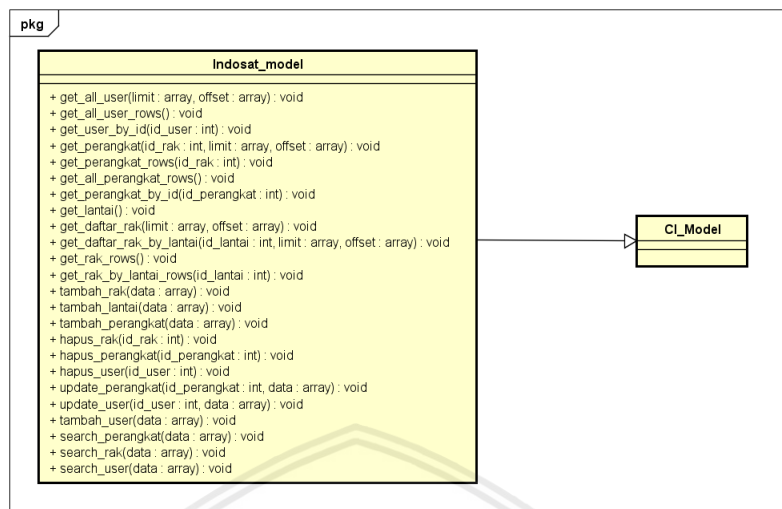 pkg
Indosat_model
+ get_all_user(limit : array, offset : array) : void
+ get_all_user_rows() : void
+ get_user_by_id(id_user : int) : void
+ get_perangkat(id_rak : int, limit : array, offset : array) : void
+ get_perangkat_rows(id_rak : int) : void
+ get_all_perangkat_rows() : void
+ get_perangkat_by_id(id_perangkat : int) : void
+ get_lantai() : void
+ get_daftar_rak(limit : array, offset : array) : void
+ get_daftar_rak_by_lantai(id_lantai : int, limit : array, offset : array) : void
+ get_rak_rows() : void
+ get_rak_by_lantai_rows(id_lantai : int) : void
+ tambah_rak(data : array) : void
+ tambah_lantai(data : array) : void
+ tambah_perangkat(data : array) : void
+ hapus_rak(id_rak : int) : void
+ hapus_perangkat(id_perangkat : int) : void
+ hapus_user(id_user : int) : void
+ update_perangkat(id_perangkat : int, data : array) : void
+ update_user(id_user : int, data : array) : void
+ tambah_user(data : array) : void
+ search_perangkat(data : array) : void
+ search_rak(data : array) : void
+ search_user(data : array) : void
CI_Model